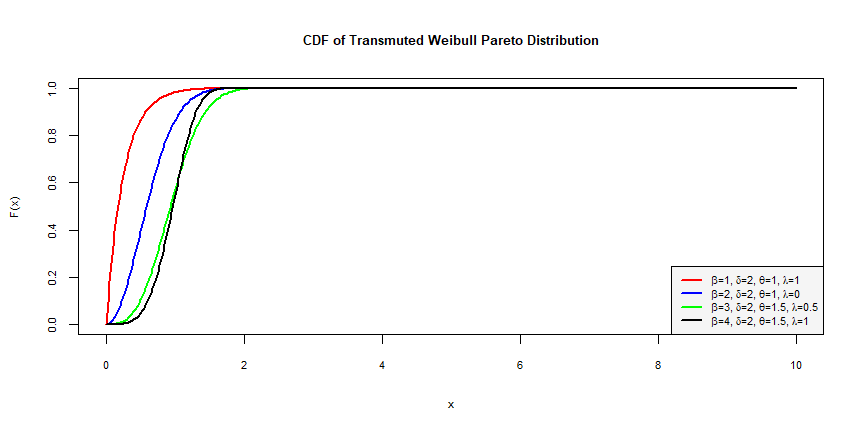 CDF of Transmuted Weibull Pareto Distribution
1.0
0.8
0.6
0.4
0.2
0.0
F(x)
β=1, δ=2, θ=1, λ=1
β=2, δ=2, θ=1, λ=0
β=3, δ=2, θ=1.5, λ=0.5
β=4, δ=2, θ=1.5, λ=1
0 2 4 6 8 10
x